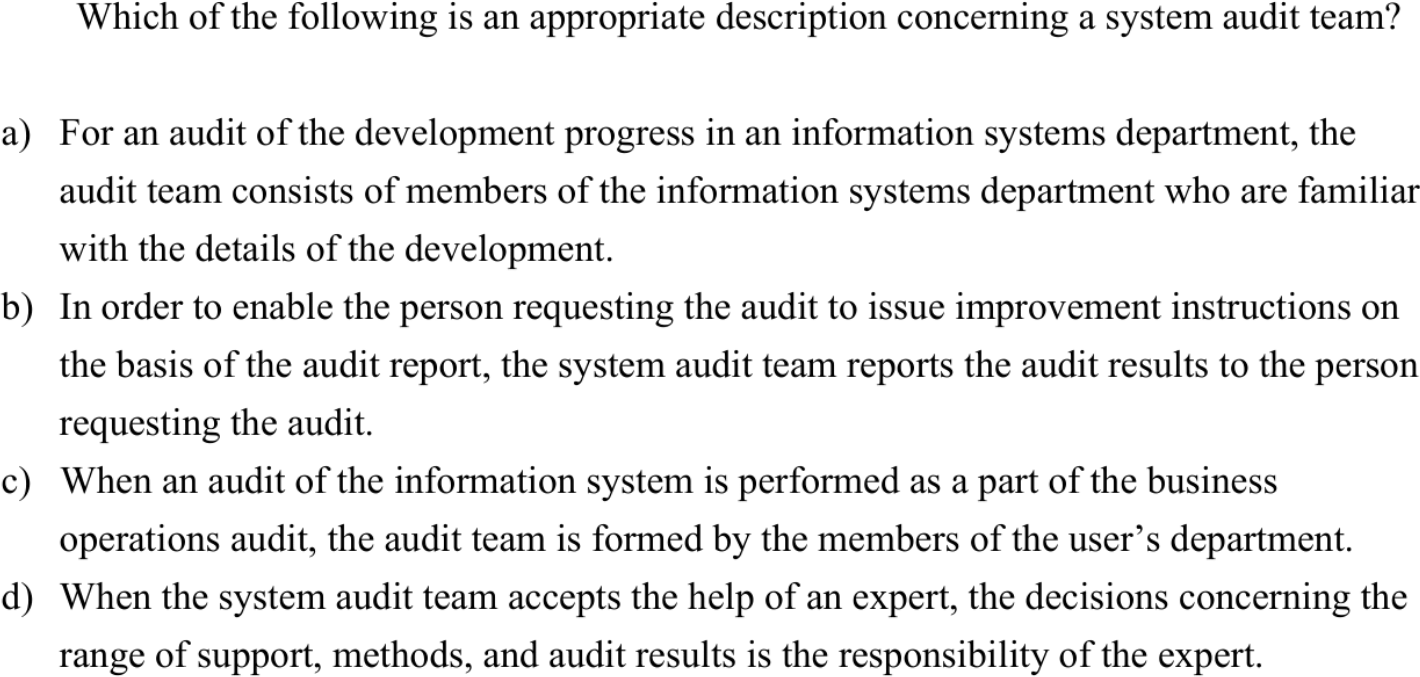 Which of the following is an appropriate description concerning a system audit team?
a) For an audit of the development progress in an information systems department, the
audit team consists of members of the information systems department who are familiar
with the details of the development.
b) In order to enable the person requesting the audit to issue improvement instructions on
the basis of the audit report, the system audit team reports the audit results to the person
requesting the audit.
c) When an audit of the information system is performed as a part of the business
operations audit, the audit team is formed by the members of the user’s department.
d) When the system audit team accepts the help of an expert, the decisions concerning the
range of support, methods, and audit results is the responsibility of the expert.